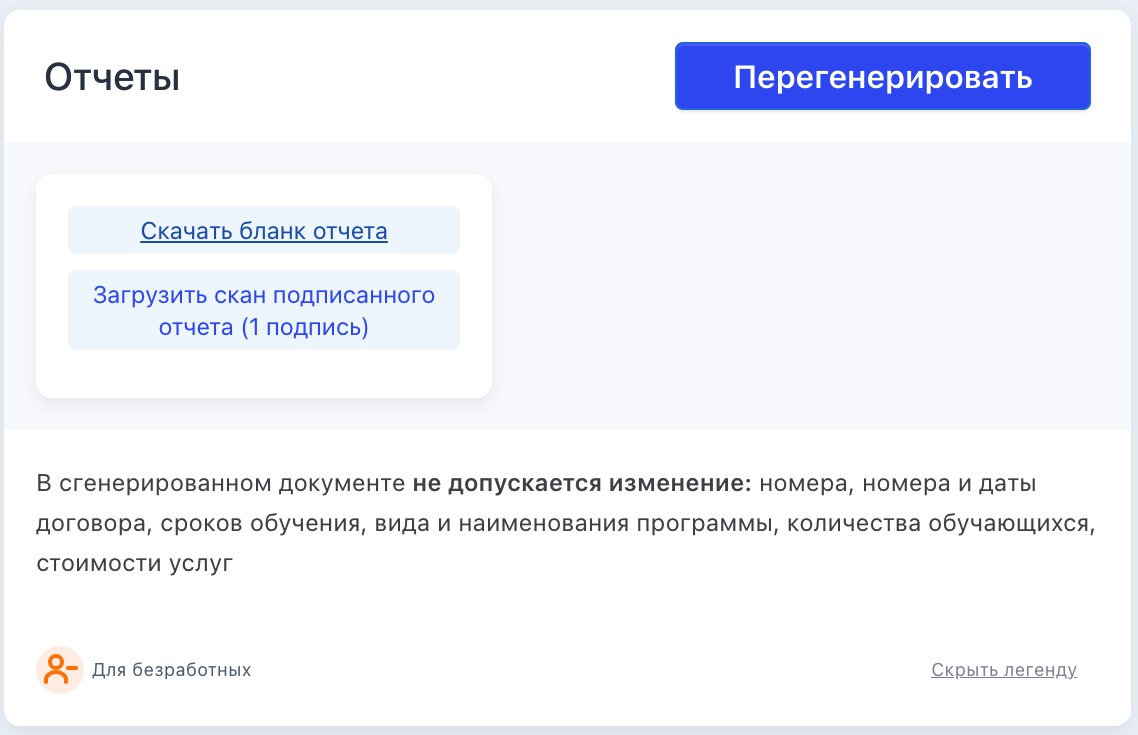 Отчеты
Перегенерировать
Скачать бланк отчета
Загрузить скан подписанного
отчета (1 подпись)
В сгенерированном документе не допускается изменение: номера, номера и даты
договора, сроков обучения, вида и наименования программы, количества обучающихся,
стоимости услуг
Для безработных
Скрыть легенду